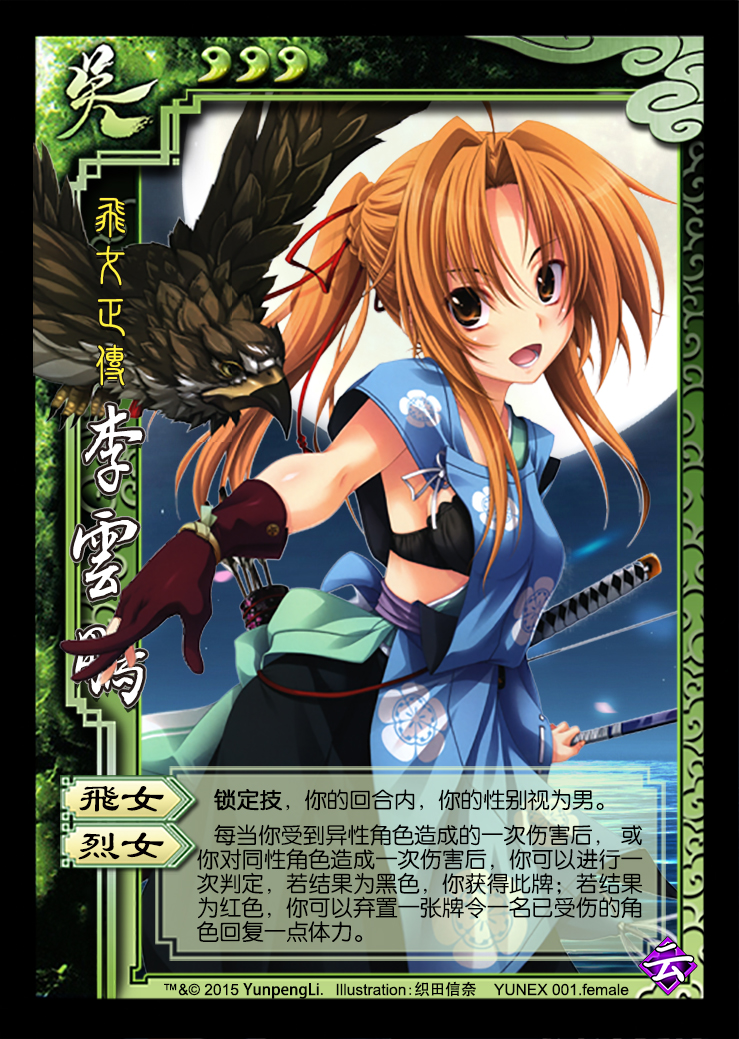 吴
飛女正傳
李雲鵬
飛女
锁定技，你的回合内，你的性别视为男。
烈女
每当你受到异性角色造成的一次伤害后，或
你对同性角色造成一次伤害后，你可以进行一
次判定，若结果为黑色，你获得此牌；若结果
为红色，你可以弃置一张牌令一名已受伤的角
色回复一点体力。
™&© 2015 YunpengLi. Illustration：织田信奈 YUNEX 001.female
云